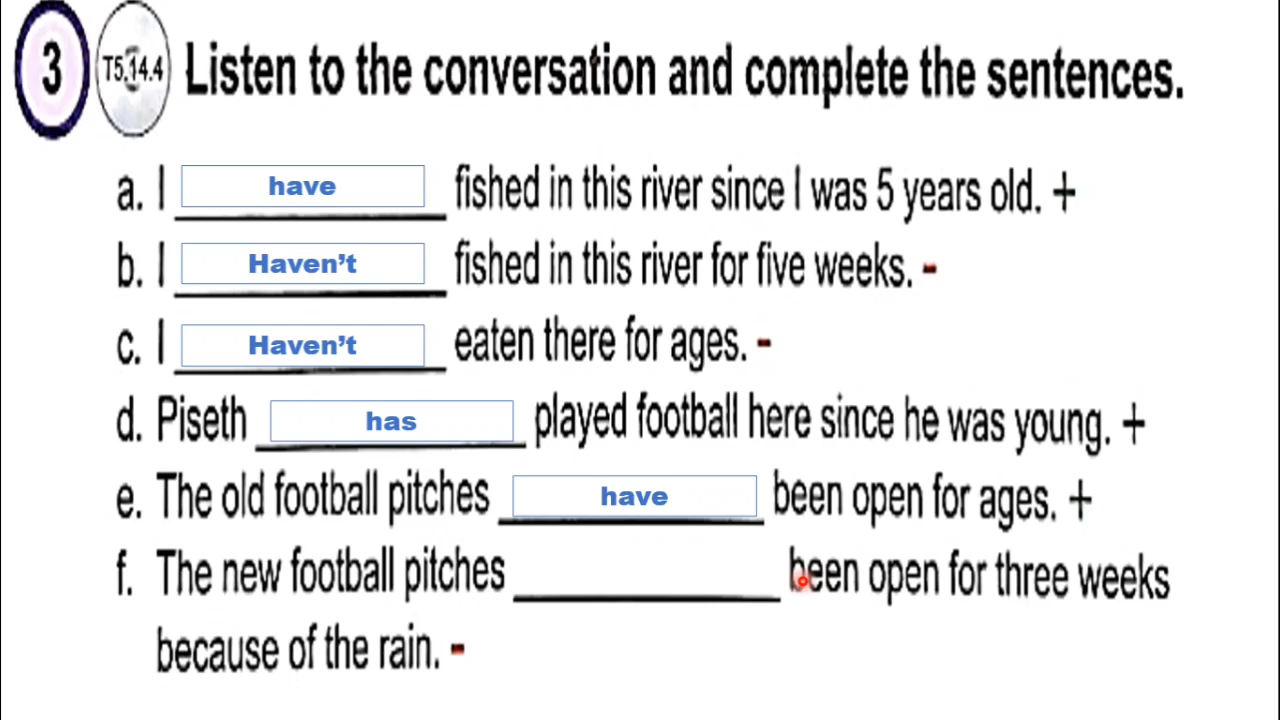 3 T5.14.4 Listen to the conversation and complete the sentences.
a. I have fished in this river since I was 5 years old. +
b. I Haven't fished in this river for five weeks. -
c. I Haven't eaten there for ages. -
d. Piseth has played football here since he was young. +
e. The old football pitches have been open for ages. +
f. The new football pitches ____________ been open for three weeks
because of the rain. -